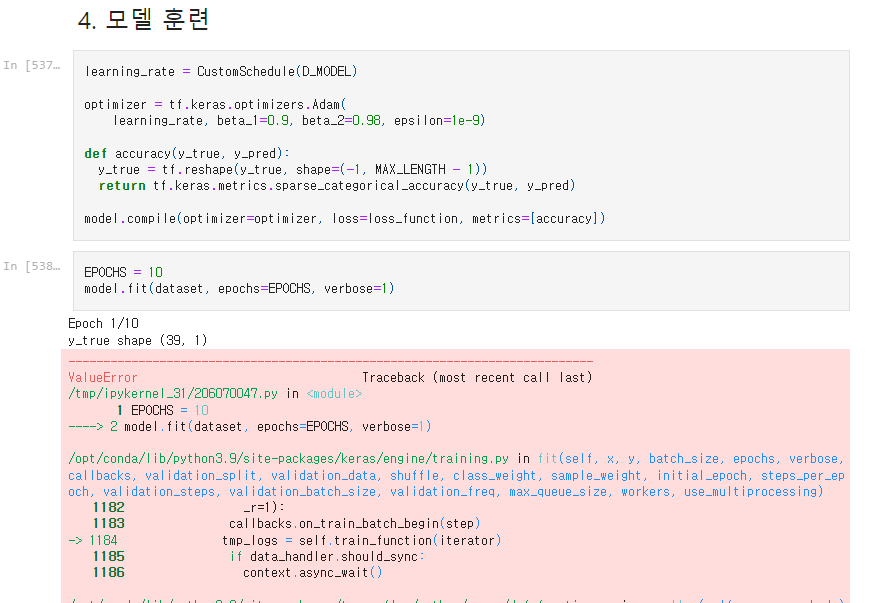 4. 모델 훈련
In [537…
learning_rate = CustomSchedule(D_MODEL)
optimizer = tf.keras.optimizers.Adam(
learning_rate, beta_1=0.9, beta_2=0.98, epsilon=1e-9)
def accuracy(y_true, y_pred):
y_true = tf.reshape(y_true, shape=(-1, MAX_LENGTH - 1))
return tf.keras.metrics.sparse_categorical_accuracy(y_true, y_pred)
model.compile(optimizer=optimizer, loss=loss_function, metrics=[accuracy])
In [538…
EPOCHS = 10
model.fit(dataset, epochs=EPOCHS, verbose=1)
Epoch 1/10
y_true shape (39, 1)
---------------------------------------------------------------------------
ValueError Traceback (most recent call last)
/tmp/ipykernel_31/206070047.py in <module>
1 EPOCHS = 10
----> 2 model.fit(dataset, epochs=EPOCHS, verbose=1)
/opt/conda/lib/python3.9/site-packages/keras/engine/training.py in fit(self, x, y, batch_size, epochs, verbose,
callbacks, validation_split, validation_data, shuffle, class_weight, sample_weight, initial_epoch, steps_per_ep
och, validation_steps, validation_batch_size, validation_freq, max_queue_size, workers, use_multiprocessing)
1182 _r=1):
1183 callbacks.on_train_batch_begin(step)
-> 1184 tmp_logs = self.train_function(iterator)
1185 if data_handler.should_sync:
1186 context.async_wait()